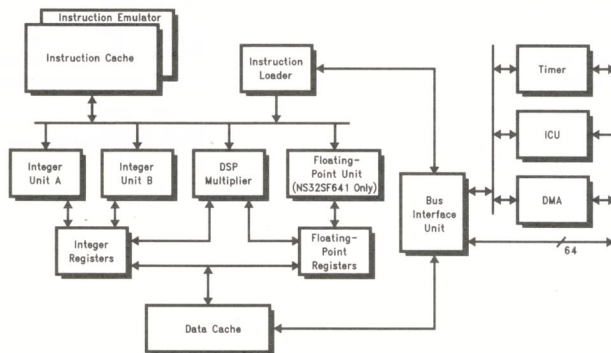 Instruction Emulator
Instruction Cache
Instruction
Loader
Timer
ICU
DMA
Integer
Unit A
Integer
Unit B
DSP
Multiplier
Floating-
Point Unit
(NS32SF641 Only)
Bus
Interface
Unit
Integer
Registers
Floating-
Point
Registers
64
Data Cache